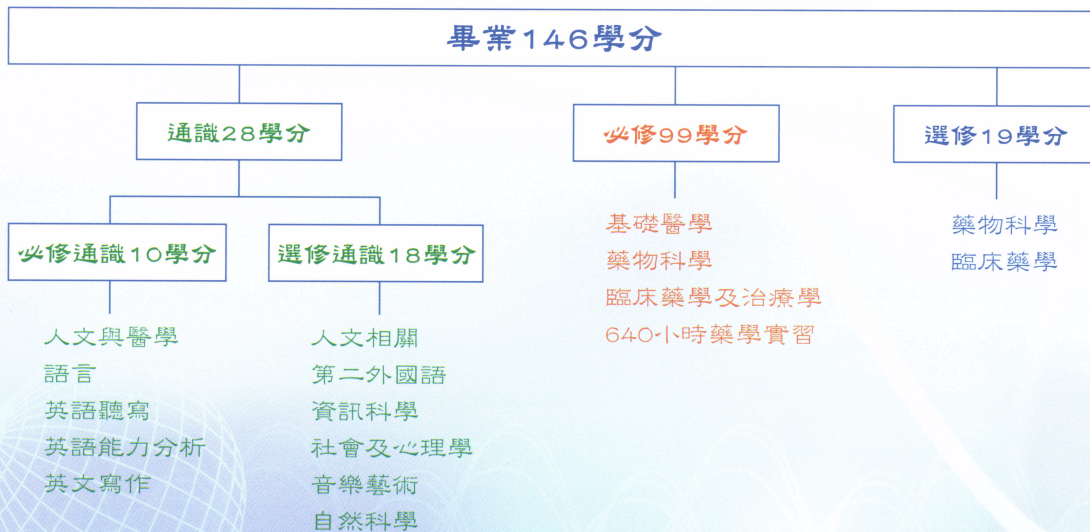 畢業146學分
通識28學分
必修99學分
選修19學分
必修通識10學分
選修通識18學分
人文與醫學
語言
英語聽寫
英語能力分析
英文寫作
人文相關
第二外國語
資訊科學
社會及心理學
音樂藝術
自然科學
基礎醫學
藥物科學
臨床藥學及治療學
640小時藥學實習
藥物科學
臨床藥學